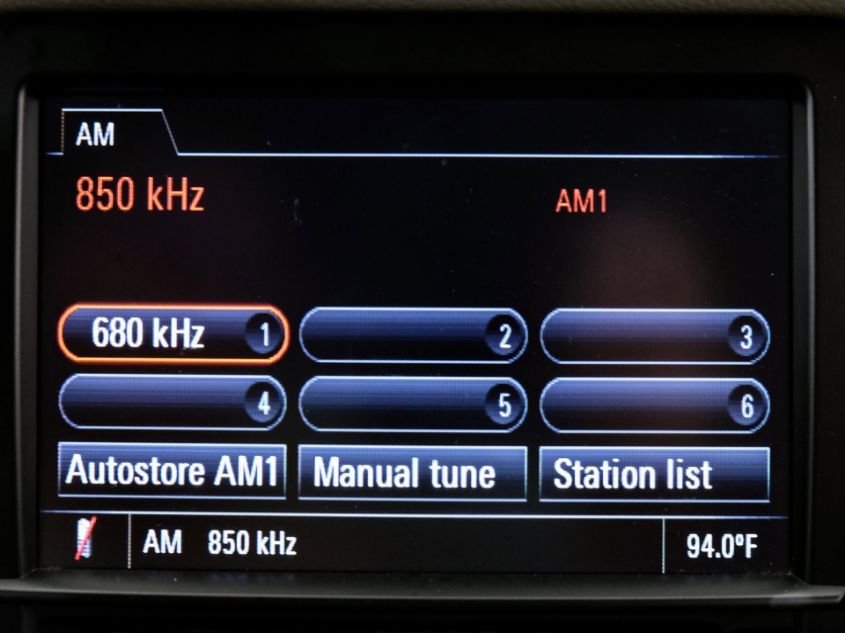 AM
850 kHz AM1
680 kHz 1 2 3
4 5 6
Autostore AM1 Manual tune Station list
AM 850 kHz 94.0°F